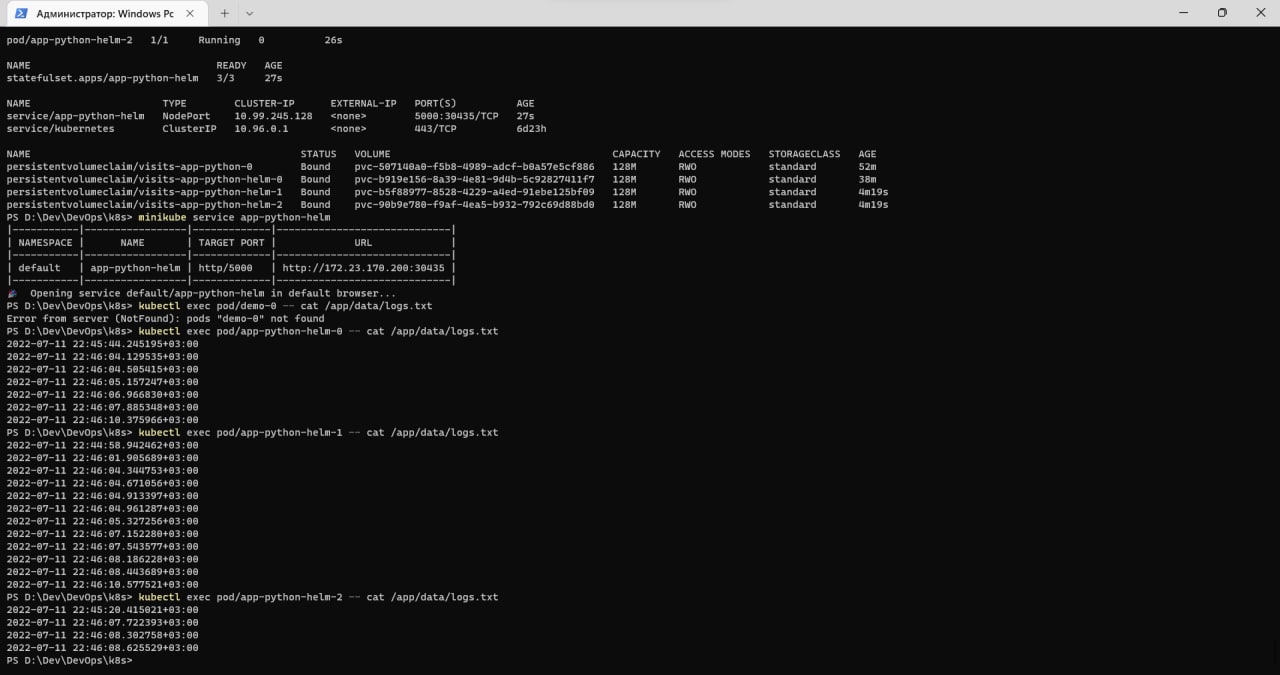 Администратор: Windows Pc
pod/app-python-helm-2   1/1     Running   0          26s
NAME                               READY   AGE
statefulset.apps/app-python-helm   3/3     27s
NAME                      TYPE        CLUSTER-IP      EXTERNAL-IP   PORT(S)          AGE
service/app-python-helm   NodePort    10.99.245.128   <none>        5000:30435/TCP   27s
service/kubernetes        ClusterIP   10.96.0.1       <none>        443/TCP          6d23h
NAME                                             STATUS   VOLUME                                     CAPACITY   ACCESS MODES   STORAGECLASS   AGE
persistentvolumeclaim/visits-app-python-0        Bound    pvc-507140a0-f5b8-4989-adcf-b0a57e5cf886   128M       RWO            standard       52m
persistentvolumeclaim/visits-app-python-helm-0   Bound    pvc-b919e156-8a39-4e81-9d4b-5c92827411f7   128M       RWO            standard       38m
persistentvolumeclaim/visits-app-python-helm-1   Bound    pvc-b5f88977-8528-4229-a4ed-91ebe125bf09   128M       RWO            standard       4m19s
persistentvolumeclaim/visits-app-python-helm-2   Bound    pvc-90b9e780-f9af-4ea5-b932-792c69d88bd0   128M       RWO            standard       4m19s
PS D:\Dev\DevOps\k8s> minikube service app-python-helm
|-----------|-----------------|-------------|-----------------------------|
| NAMESPACE |      NAME       | TARGET PORT |             URL             |
|-----------|-----------------|-------------|-----------------------------|
| default   | app-python-helm | http/5000   | http://172.23.170.200:30435 |
|-----------|-----------------|-------------|-----------------------------|
🎉  Opening service default/app-python-helm in default browser...
PS D:\Dev\DevOps\k8s> kubectl exec pod/demo-0 -- cat /app/data/logs.txt
Error from server (NotFound): pods "demo-0" not found
PS D:\Dev\DevOps\k8s> kubectl exec pod/app-python-helm-0 -- cat /app/data/logs.txt
2022-07-11 22:45:44.245195+03:00
2022-07-11 22:46:04.129535+03:00
2022-07-11 22:46:04.505415+03:00
2022-07-11 22:46:05.157247+03:00
2022-07-11 22:46:06.966830+03:00
2022-07-11 22:46:07.885348+03:00
2022-07-11 22:46:10.375966+03:00
PS D:\Dev\DevOps\k8s> kubectl exec pod/app-python-helm-1 -- cat /app/data/logs.txt
2022-07-11 22:44:58.942462+03:00
2022-07-11 22:46:01.905689+03:00
2022-07-11 22:46:04.344753+03:00
2022-07-11 22:46:04.671056+03:00
2022-07-11 22:46:04.913397+03:00
2022-07-11 22:46:04.961287+03:00
2022-07-11 22:46:05.327256+03:00
2022-07-11 22:46:07.152280+03:00
2022-07-11 22:46:07.543577+03:00
2022-07-11 22:46:08.186228+03:00
2022-07-11 22:46:08.443689+03:00
2022-07-11 22:46:10.577521+03:00
PS D:\Dev\DevOps\k8s> kubectl exec pod/app-python-helm-2 -- cat /app/data/logs.txt
2022-07-11 22:45:20.415021+03:00
2022-07-11 22:46:07.722393+03:00
2022-07-11 22:46:08.302758+03:00
2022-07-11 22:46:08.625529+03:00
PS D:\Dev\DevOps\k8s>